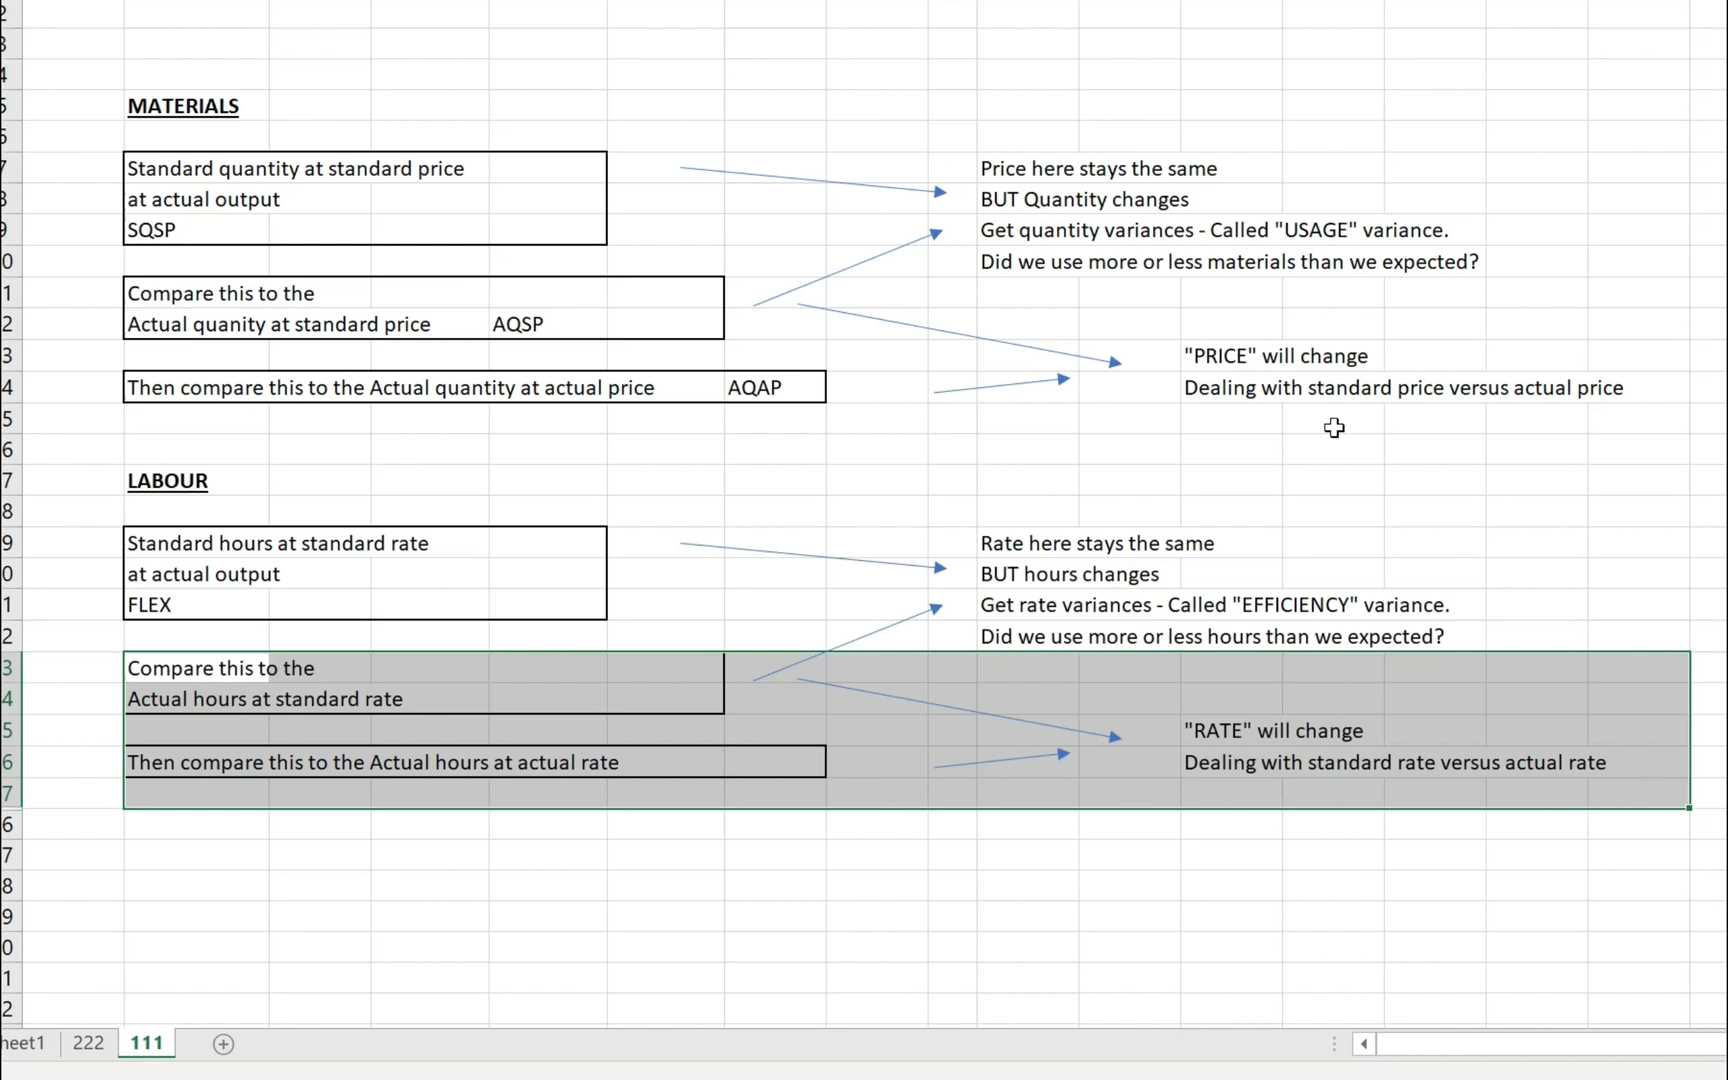 MATERIALS
Standard quantity at standard price
at actual output
SQSP
Price here stays the same
BUT Quantity changes
Get quantity variances - Called "USAGE" variance.
Did we use more or less materials than we expected?
Compare this to the
Actual quanity at standard price AQSP
"PRICE" will change
Then compare this to the Actual quantity at actual price AQAP
Dealing with standard price versus actual price
LABOUR
Standard hours at standard rate
at actual output
FLEX
Rate here stays the same
BUT hours changes
Get rate variances - Called "EFFICIENCY" variance.
Did we use more or less hours than we expected?
Compare this to the
Actual hours at standard rate
"RATE" will change
Then compare this to the Actual hours at actual rate
Dealing with standard rate versus actual rate
heet1 222 111